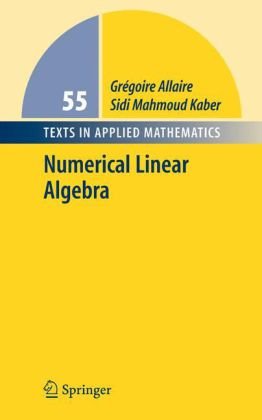 55
Grégoire Allaire
Sidi Mahmoud Kaber
TEXTS IN APPLIED MATHEMATICS
Numerical Linear
Algebra
Springer